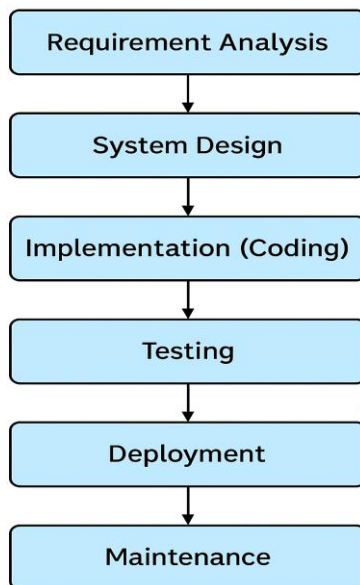 Requirement Analysis
System Design
Implementation (Coding)
Testing
Deployment
Maintenance